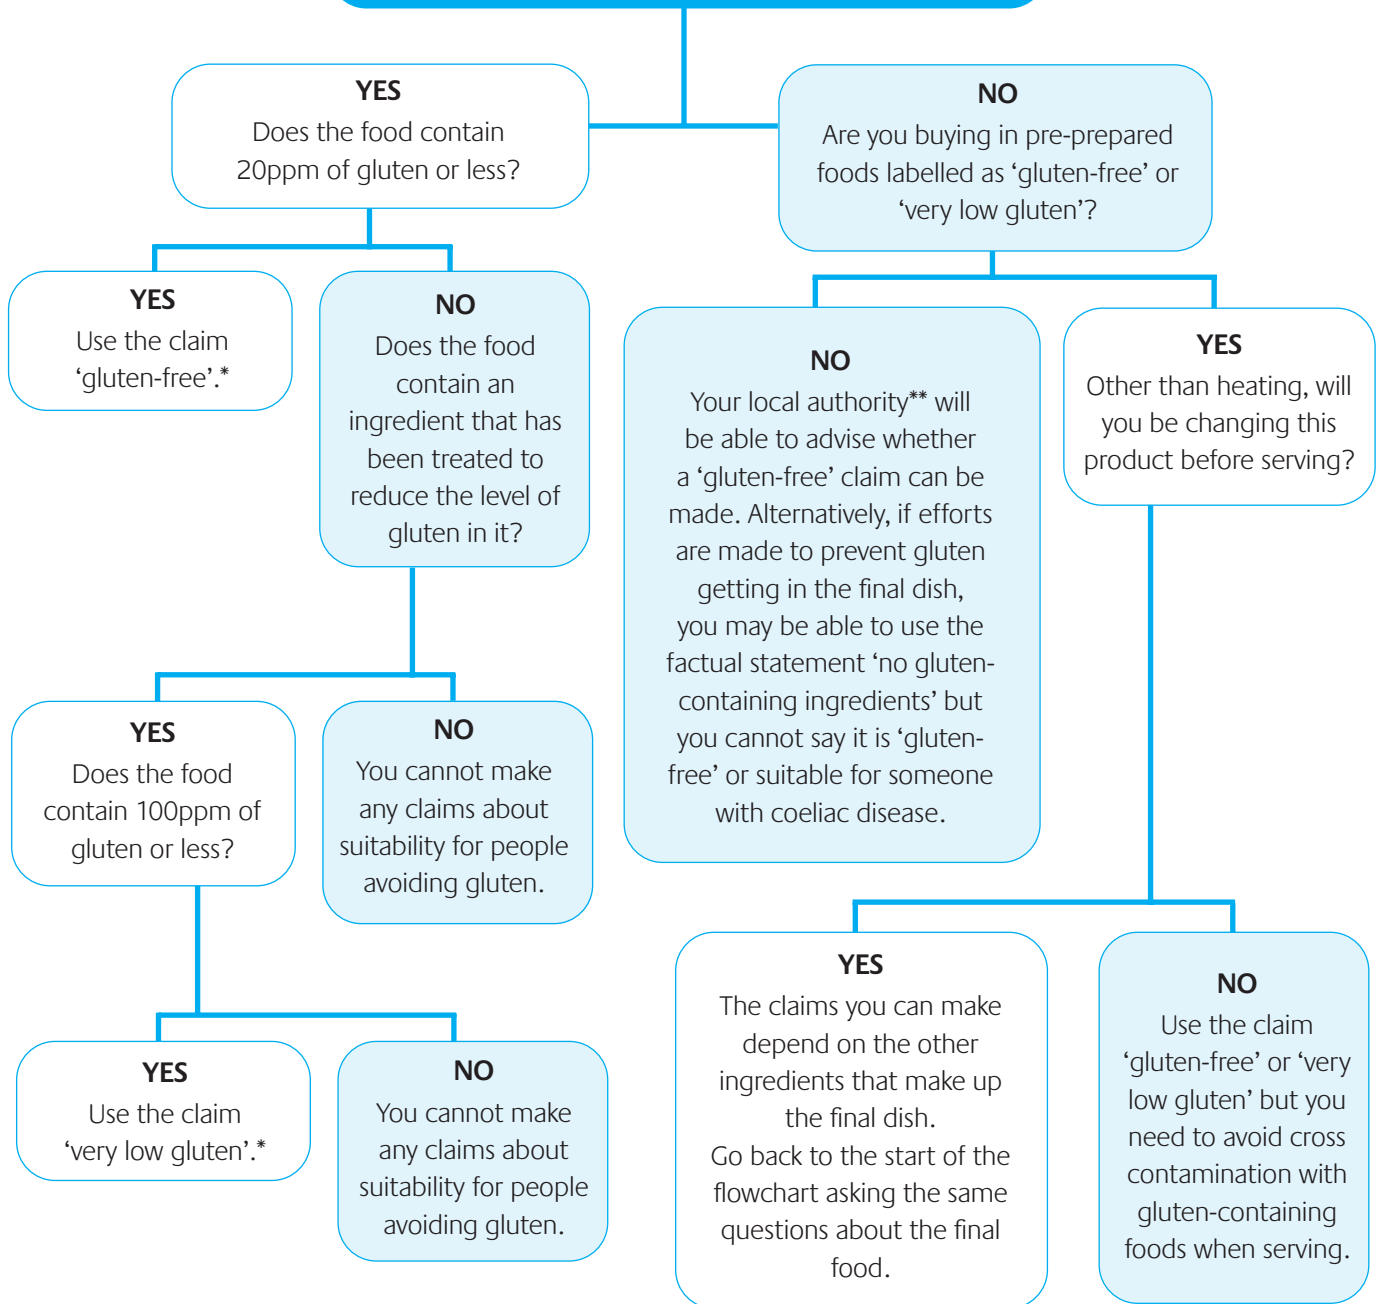 YES
Does the food contain
20ppm of gluten or less?
NO
Are you buying in pre-prepared
foods labelled as ‘gluten-free’ or
‘very low gluten’?
YES
Use the claim
‘gluten-free’.*
NO
Does the food
contain an
ingredient that has
been treated to
reduce the level of
gluten in it?
NO
Your local authority** will
be able to advise whether
a ‘gluten-free’ claim can be
made. Alternatively, if efforts
are made to prevent gluten
getting in the final dish,
you may be able to use the
factual statement ‘no gluten-
containing ingredients’ but
you cannot say it is ‘gluten-
free’ or suitable for someone
with coeliac disease.
YES
Other than heating, will
you be changing this
product before serving?
YES
Does the food
contain 100ppm of
gluten or less?
NO
You cannot make
any claims about
suitability for people
avoiding gluten.
YES
Use the claim
‘very low gluten’.*
NO
You cannot make
any claims about
suitability for people
avoiding gluten.
YES
The claims you can make
depend on the other
ingredients that make up
the final dish.
Go back to the start of the
flowchart asking the same
questions about the final
food.
NO
Use the claim
‘gluten-free’ or ‘very
low gluten’ but you
need to avoid cross
contamination with
gluten-containing
foods when serving.